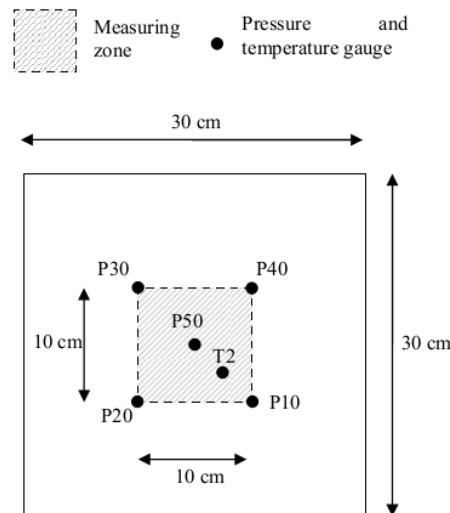 Measuring
zone
Pressure and
temperature gauge
30 cm
P30
P40
P50
10 cm
T2
30 cm
P20
P10
10 cm